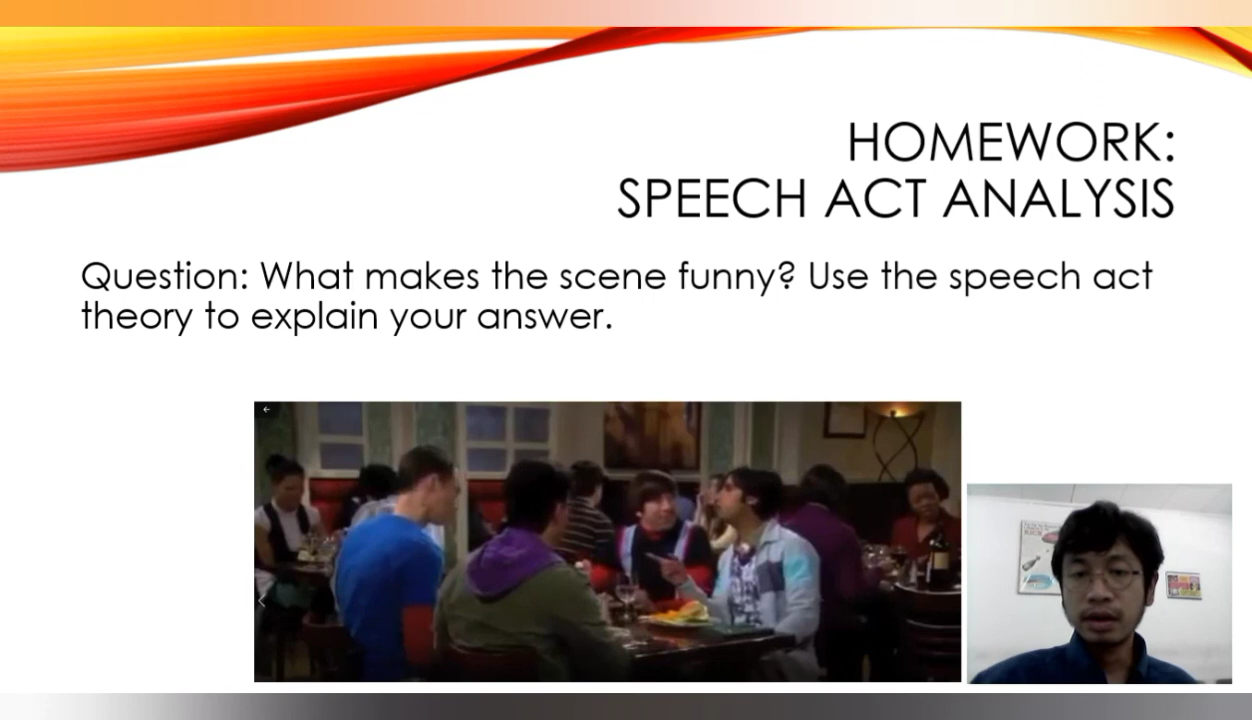 HOMEWORK:
SPEECH ACT ANALYSIS
Question: What makes the scene funny? Use the speech act
theory to explain your answer.